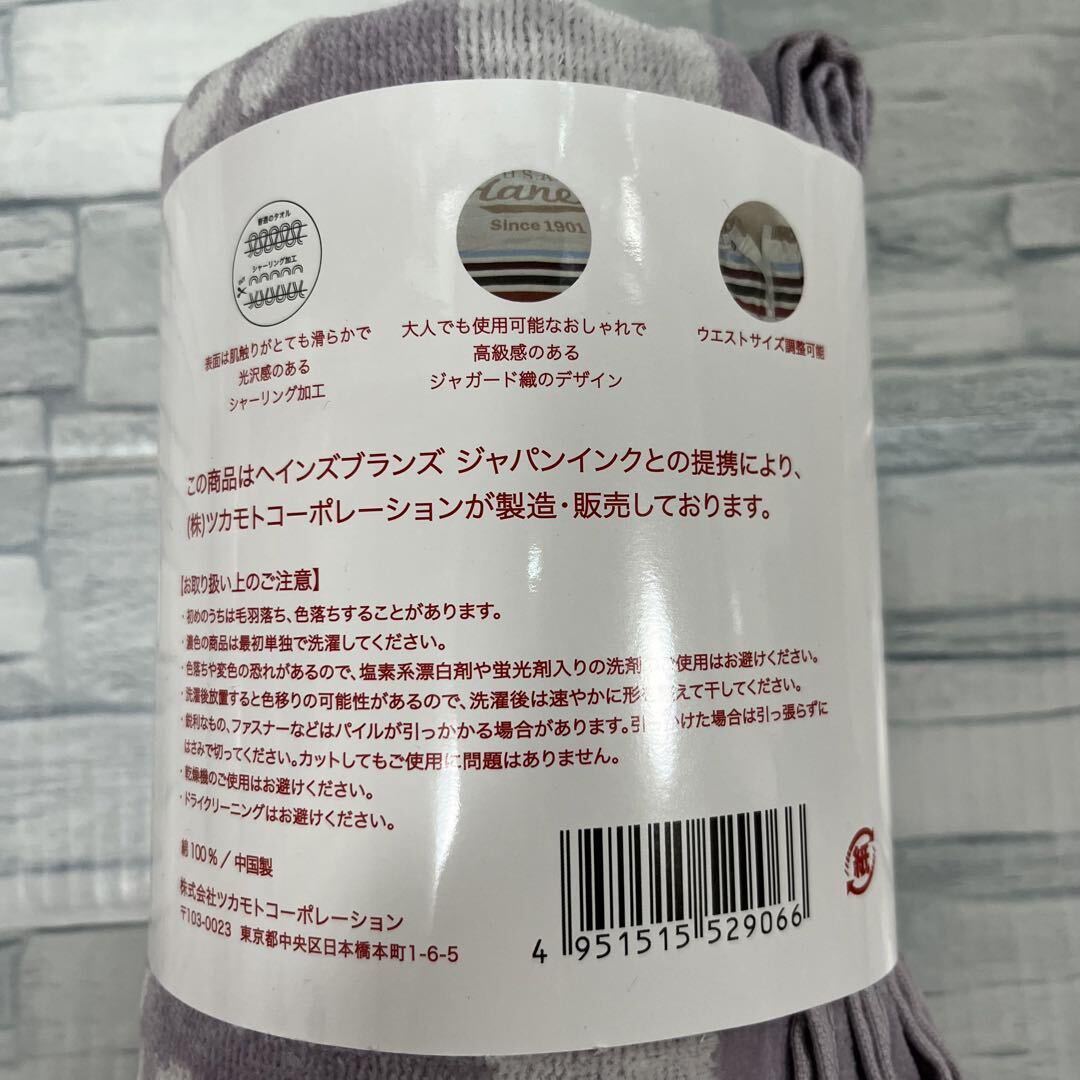 普通のタオル
シャーリング加工
表面は肌触りがとても滑らかで
光沢感のある
シャーリング加工
Hanes
Since 1901
大人でも使用可能なおしゃれで
高級感のある
ジャガード織のデザイン
ウエストサイズ調整可能
この商品はヘインズブランズ ジャパンインクとの提携により、
(株)ツカモトコーポレーションが製造・販売しております。
【お取り扱い上のご注意】
・初めのうちは毛羽落ち、色落ちすることがあります。
・濃色の商品は最初単独で洗濯してください。
・色落ちや変色の恐れがあるので、塩素系漂白剤や蛍光剤入りの洗剤のご使用はお避けください。
・洗濯後放置すると色移りの可能性があるので、洗濯後は速やかに形を整えて干してください。
・鋭利なもの、ファスナーなどはパイルが引っかかる場合があります。引っかけた場合は引っ張らずに
はさみで切ってください。カットしてもご使用に問題はありません。
・乾燥機のご使用はお避けください。
・ドライクリーニングはお避けください。
綿100%/中国製
株式会社ツカモトコーポレーション
〒103-0023 東京都中央区日本橋本町1-6-5
4 951515 529066
紙